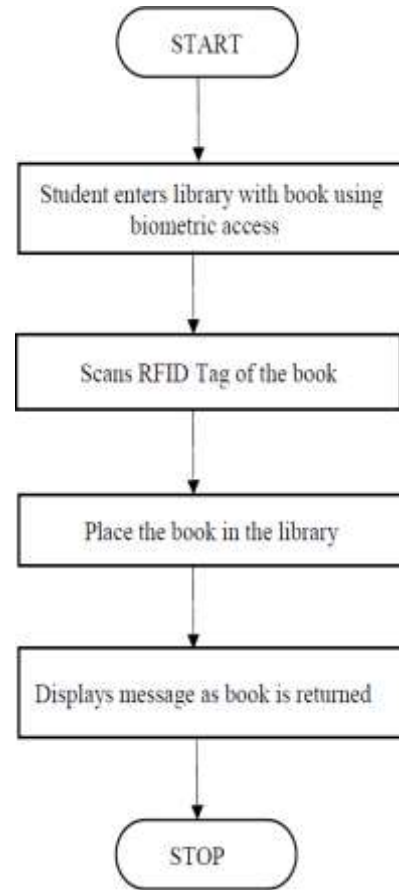 START
Student enters library with book using
biometric access
Scans RFID Tag of the book
Place the book in the library
Displays message as book is returned
STOP